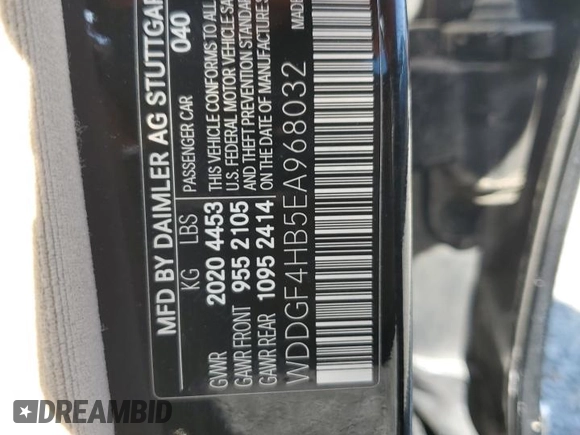 MFD BY DAIMLER AG STUTTGAR
040
KG LBS PASSENGER CAR
GVWR 2020 4453
GAWR FRONT 955 2105
GAWR REAR 1095 2414
THIS VEHICLE CONFORMS TO ALL
U.S. FEDERAL MOTOR VEHICLE SA
AND THEFT PREVENTION STANDAR
ON THE DATE OF MANUFACTURE S
MADE
WDDGF4HB5EA968032
DREAMBID